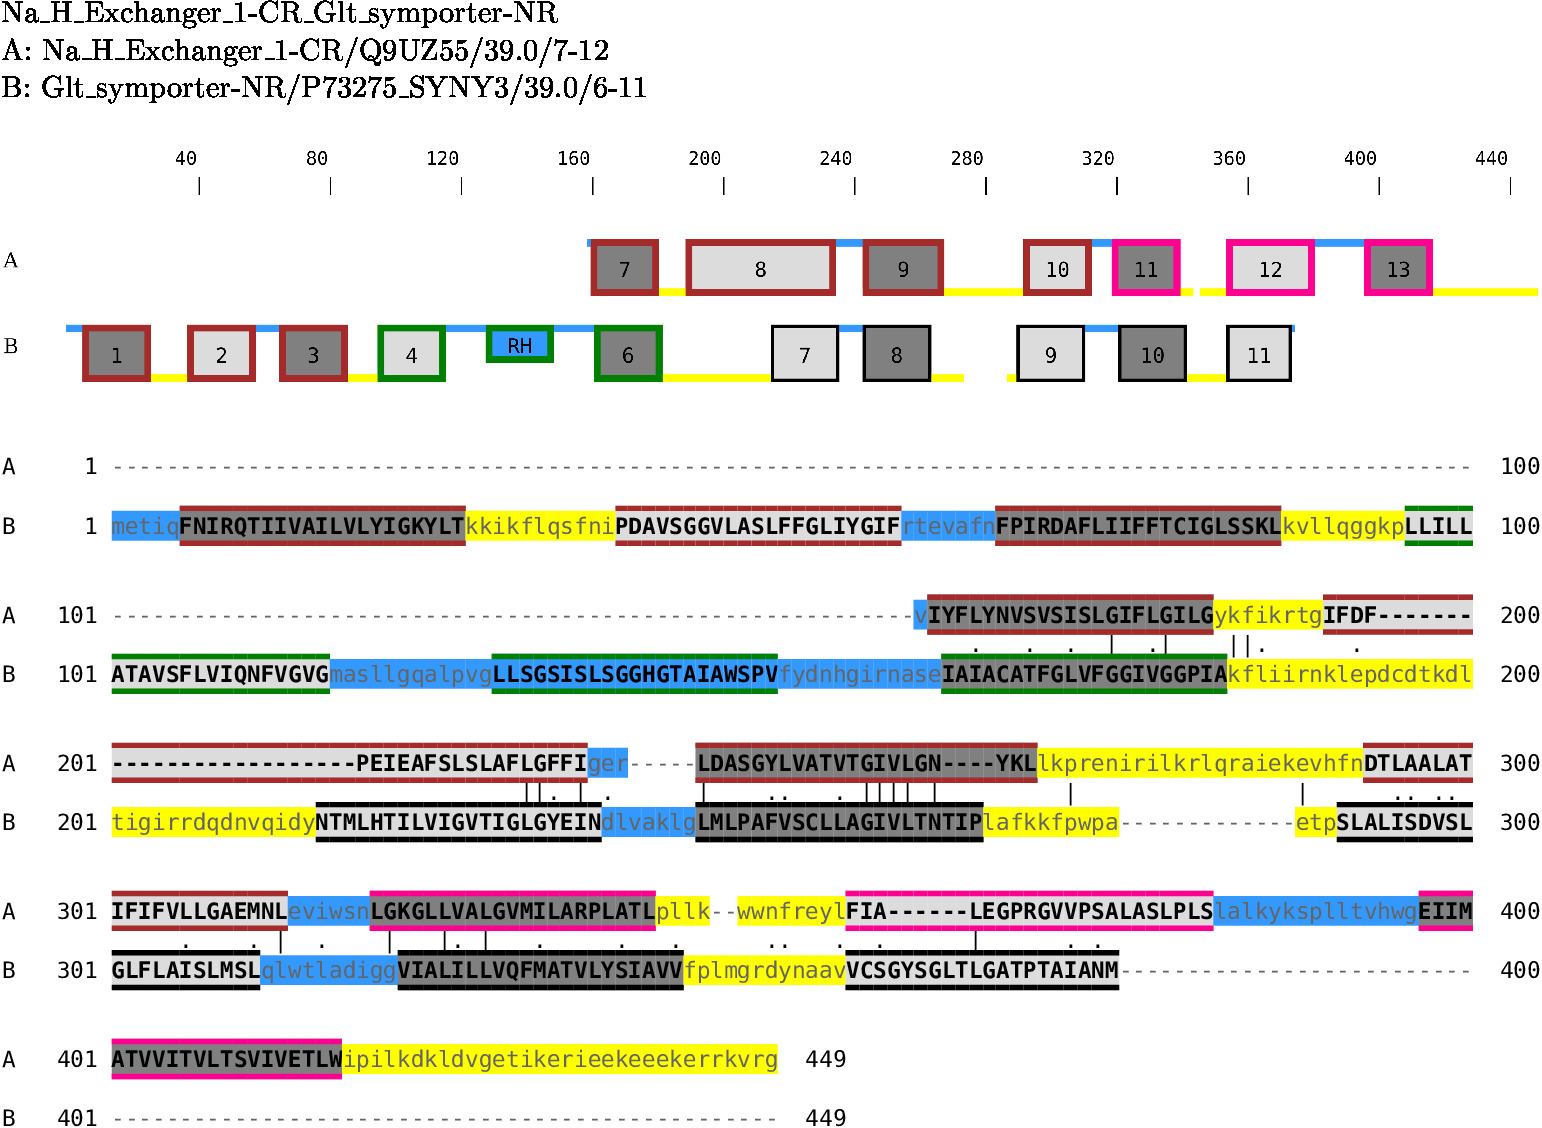 Na_H_Exchanger_1-CR_Glt_symporter-NR
A: Na_H_Exchanger_1-CR/Q9UZ55/39.0/7-12
B: Glt_symporter-NR/P73275_SYNY3/39.0/6-11
40 80 120 160 200 240 280 320 360 400 440
A 7 8 9 10 11 12 13
B 1 2 3 4 RH 6 7 8 9 10 11
A 1 ---------------------------------------------------------------------------------------------------- 100
B 1 metiqFNIRQTIIVAILVLYIGKYLTkkikflqsfniPDAVSGGVLASLFFGLIYGIFrtevafnFPIRDAFLIIFFTCIGLSSKLkvllqggkpLLILL 100
A 101 -----------------------------------------------------------vIYFLYNVSVSISLGIFLGILGykfikrtgIFDF------- 200
B 101 ATAVSFLVIQNFVGVGmasllgqalpvgLLSGSISLSGGHGTAIAWSPVfydnhgirnaseIAIACATFGLVFGGIVGGPIAkfliirnklepdcdtkdl 200
A 201 ------------------PEIEAFSLSLAFLGFFIger-----LDASGYLVATVTGIVLGN----YKLlkprenirilkrlqraiekevhfnDTLAALAT 300
B 201 tigirrdqdnvqidyNTMLHTILVIGVTIGLGYEINdlvaklgLMLPAFVSCLLAGIVLTNTIPlafkkfpwpa-------------etpSLALISDVSL 300
A 301 IFIFVLLGAEMNLeviwsnLGKGLLVALGVMILARPLATLpllk--wwnfreylFIA------LEGPRGVVPSALASLPLSlalkyksplltvhwgEIIM 400
B 301 GLFLAISLMSLqlwtladiggVIALILLVQFMATVLYSIAVVfplmgrdynaavVCSGYSGLTLGATPTAIANM-------------------------- 400
A 401 ATVVITVLTSVIVETLWipilkdkldvgetikerieekeeekerrkvrg 449
B 401 ------------------------------------------------- 449